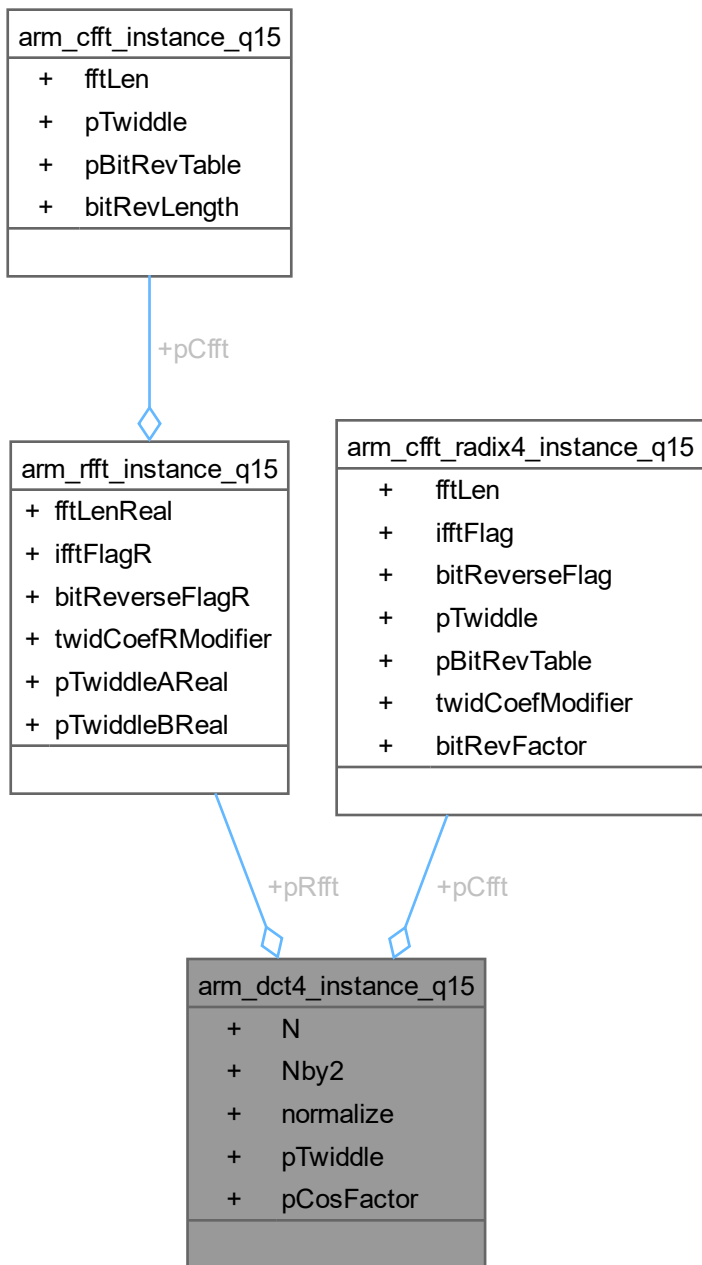 arm_cfft_instance_q15
+ fftLen
+ pTwiddle
+ pBitRevTable
+ bitRevLength
+pCfft
arm_rfft_instance_q15
+ fftLenReal
+ ifftFlagR
+ bitReverseFlagR
+ twidCoefRModifier
+ pTwiddleAReal
+ pTwiddleBReal
arm_cfft_radix4_instance_q15
+ fftLen
+ ifftFlag
+ bitReverseFlag
+ pTwiddle
+ pBitRevTable
+ twidCoefModifier
+ bitRevFactor
+pRfft
+pCfft
arm_dct4_instance_q15
+ N
+ Nby2
+ normalize
+ pTwiddle
+ pCosFactor